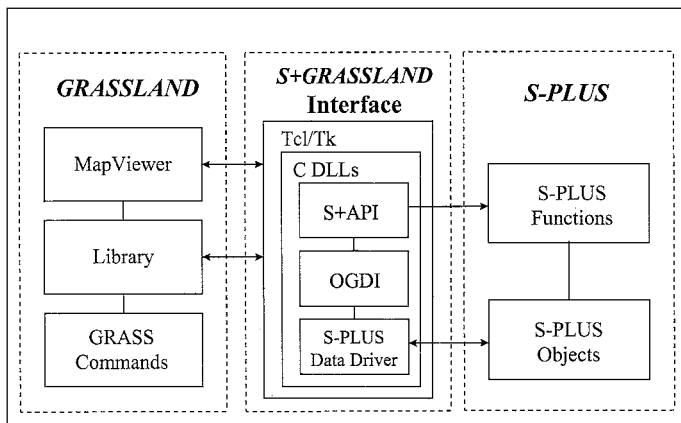 GRASSLAND
MapViewer
Library
GRASS
Commands
S+GRASSLAND
Interface
Tcl/Tk
C DLLs
S+API
OGDI
S-PLUS
Data Driver
S-PLUS
S-PLUS
Functions
S-PLUS
Objects